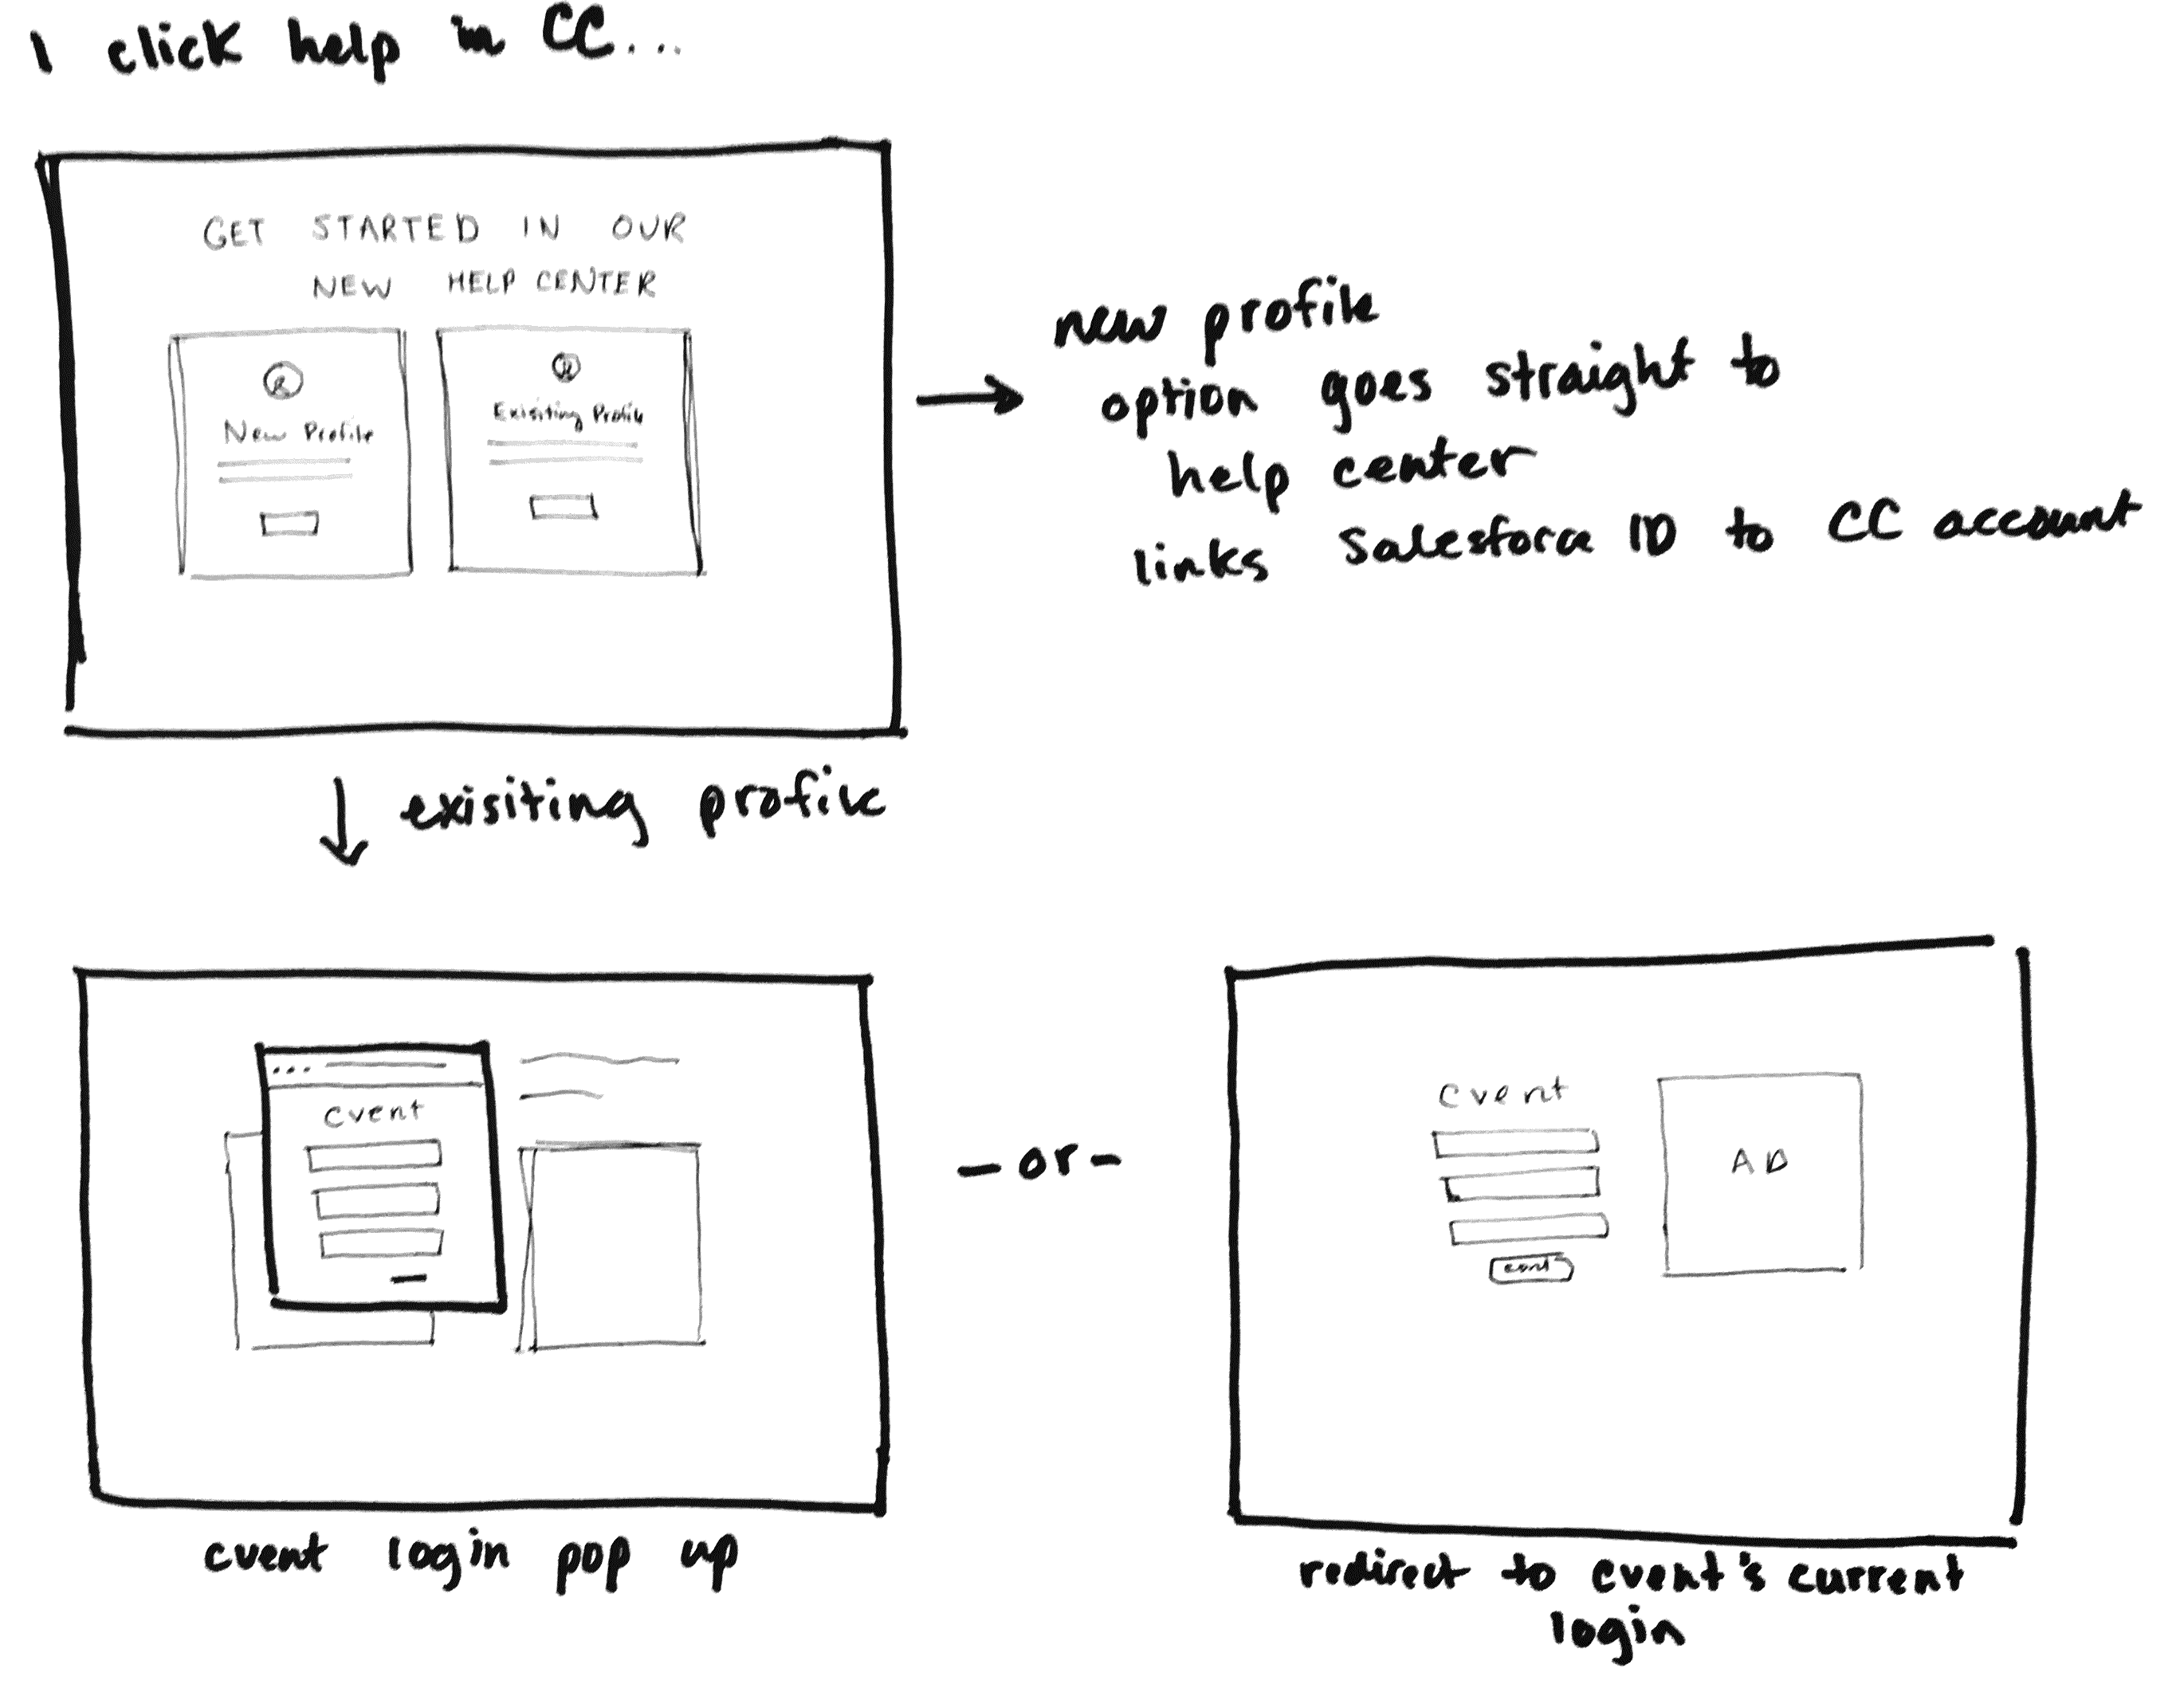 I click help in CC...
GET STARTED IN OUR
NEW HELP CENTER
New Profile
Exisiting Profile
new profile
option goes straight to
help center
links Salesforce ID to CC account
exisiting profile
cvent
cvent login pop up
- or -
cvent
AD
cont
redirect to cvent's current
login